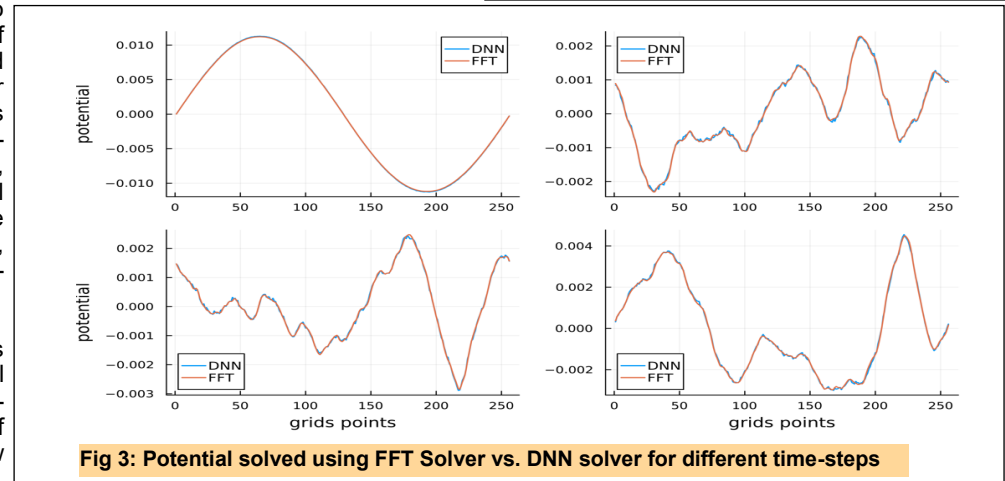 0.010
0.005
0.000
−0.005
−0.010
potential
0 50 100 150 200 250
DNN
FFT
0.002
0.001
0.000
−0.001
−0.002
0 50 100 150 200 250
DNN
FFT
0.002
0.001
0.000
−0.001
−0.002
−0.003
potential
0 50 100 150 200 250
grids points
DNN
FFT
0.004
0.002
0.000
−0.002
0 50 100 150 200 250
grids points
DNN
FFT
Fig 3: Potential solved using FFT Solver vs. DNN solver for different time-steps